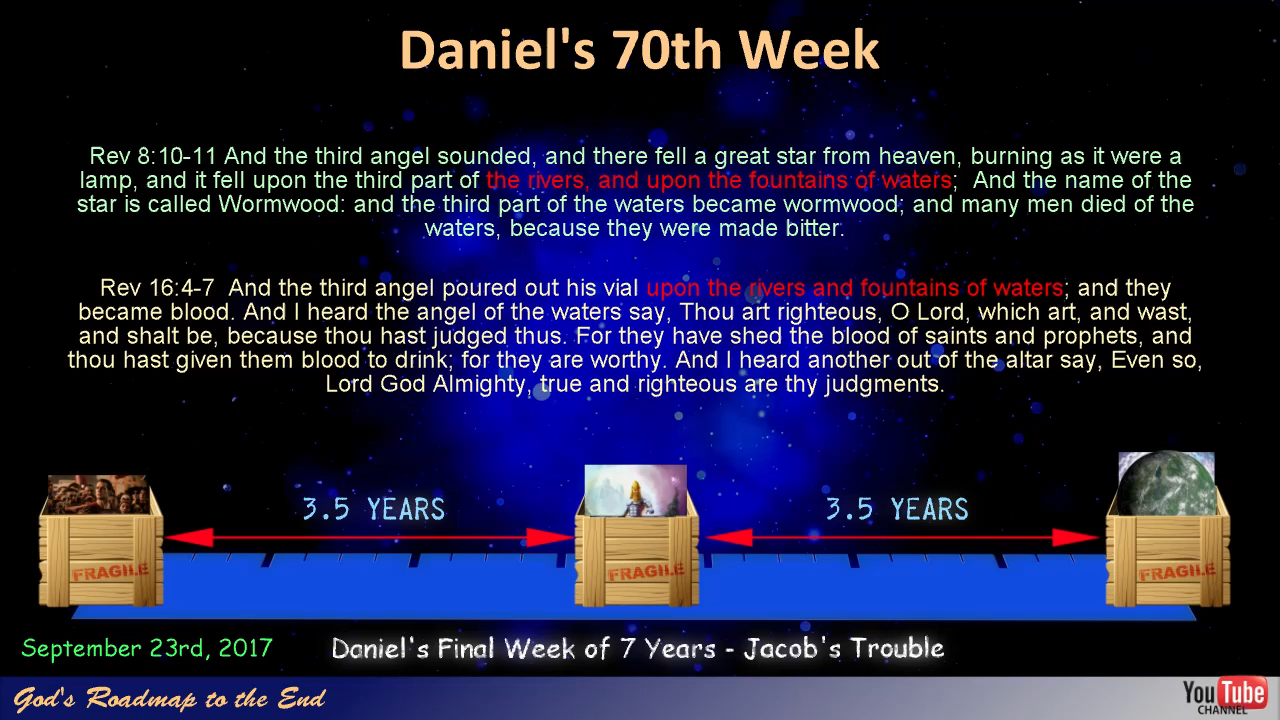 Daniel's 70th Week
Rev 8:10-11 And the third angel sounded, and there fell a great star from heaven, burning as it were a
lamp, and it fell upon the third part of the rivers, and upon the fountains of waters;  And the name of the
star is called Wormwood: and the third part of the waters became wormwood; and many men died of the
waters, because they were made bitter.
Rev 16:4-7  And the third angel poured out his vial upon the rivers and fountains of waters; and they
became blood. And I heard the angel of the waters say, Thou art righteous, O Lord, which art, and wast,
and shalt be, because thou hast judged thus. For they have shed the blood of saints and prophets, and
thou hast given them blood to drink; for they are worthy. And I heard another out of the altar say, Even so,
Lord God Almighty, true and righteous are thy judgments.
3.5 YEARS
3.5 YEARS
FRAGILE
FRAGILE
FRAGILE
September 23rd, 2017
Daniel's Final Week of 7 Years - Jacob's Trouble
God's Roadmap to the End
YouTube
CHANNEL